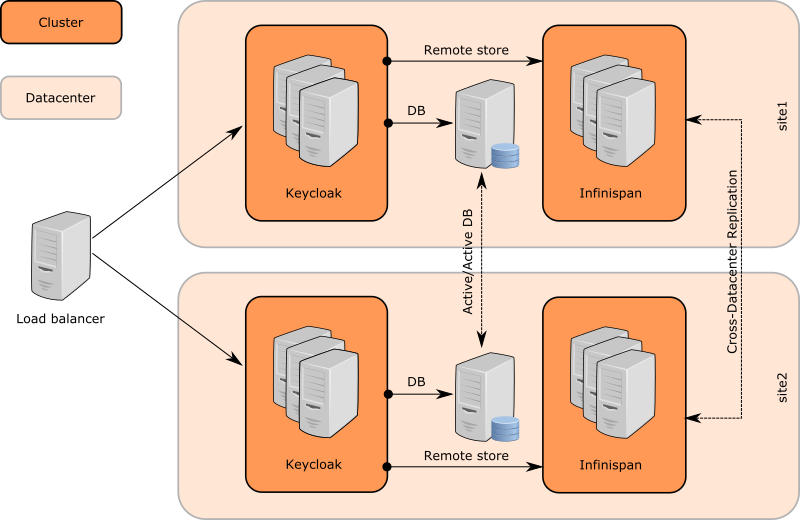 Cluster
Datacenter
Load balancer
Keycloak
Remote store
DB
Infinispan
site1
Active/Active DB
Cross-Datacenter Replication
Keycloak
DB
Remote store
Infinispan
site2